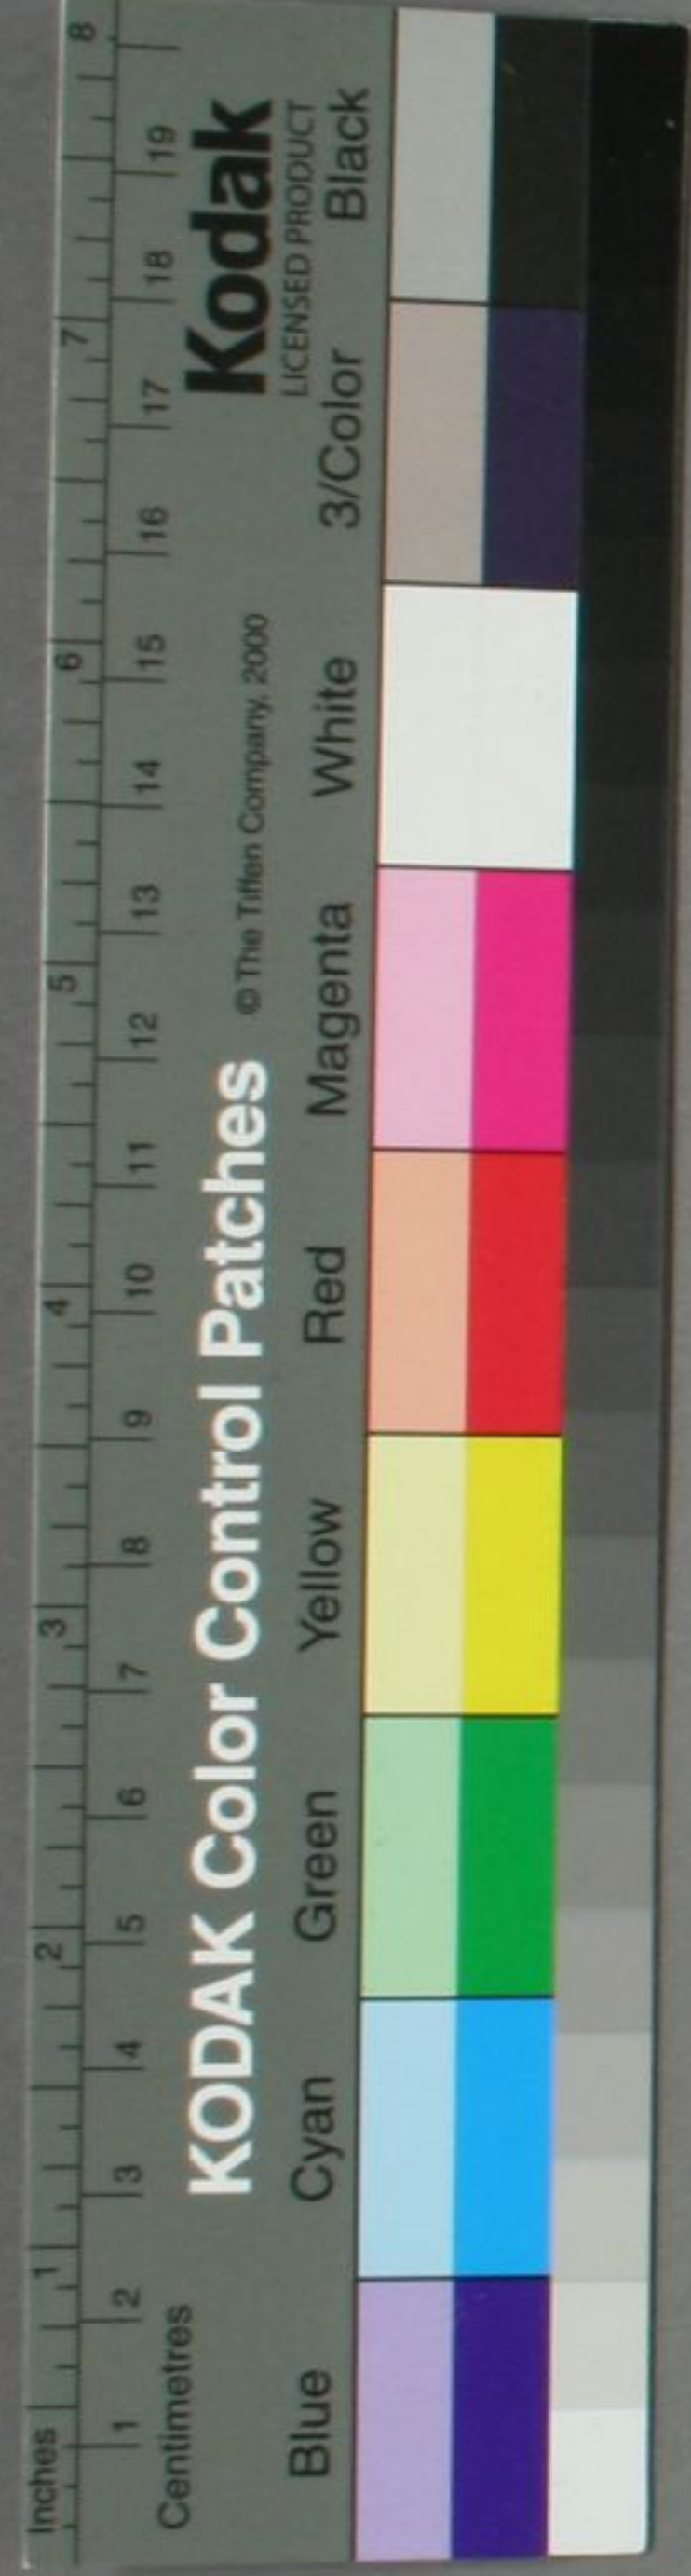 Inches 1 2 3 4 5 6 7 8
1 2 3 4 5 6 7 8 9 10 11 12 13 14 15 16 17 18 19
Centimetres
KODAK Color Control Patches
© The Tiffen Company, 2000
Kodak
LICENSED PRODUCT
Blue Cyan Green Yellow Red Magenta White 3/Color Black